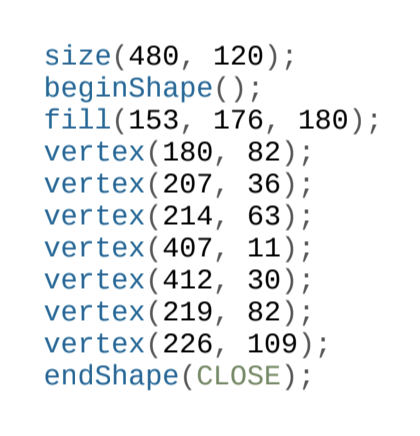 size(480, 120);
beginShape();
fill(153, 176, 180);
vertex(180, 82);
vertex(207, 36);
vertex(214, 63);
vertex(407, 11);
vertex(412, 30);
vertex(219, 82);
vertex(226, 109);
endShape(CLOSE);